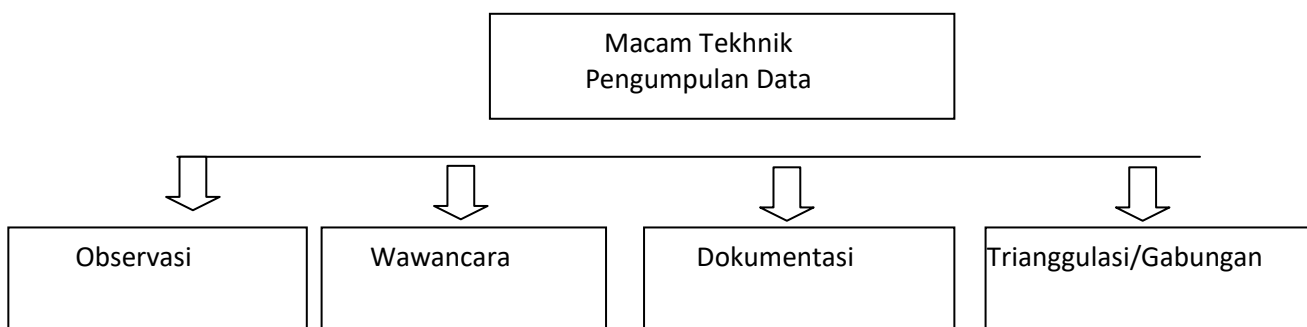 Macam Tekhnik
Pengumpulan Data
Observasi
Wawancara
Dokumentasi
Trianggulasi/Gabungan